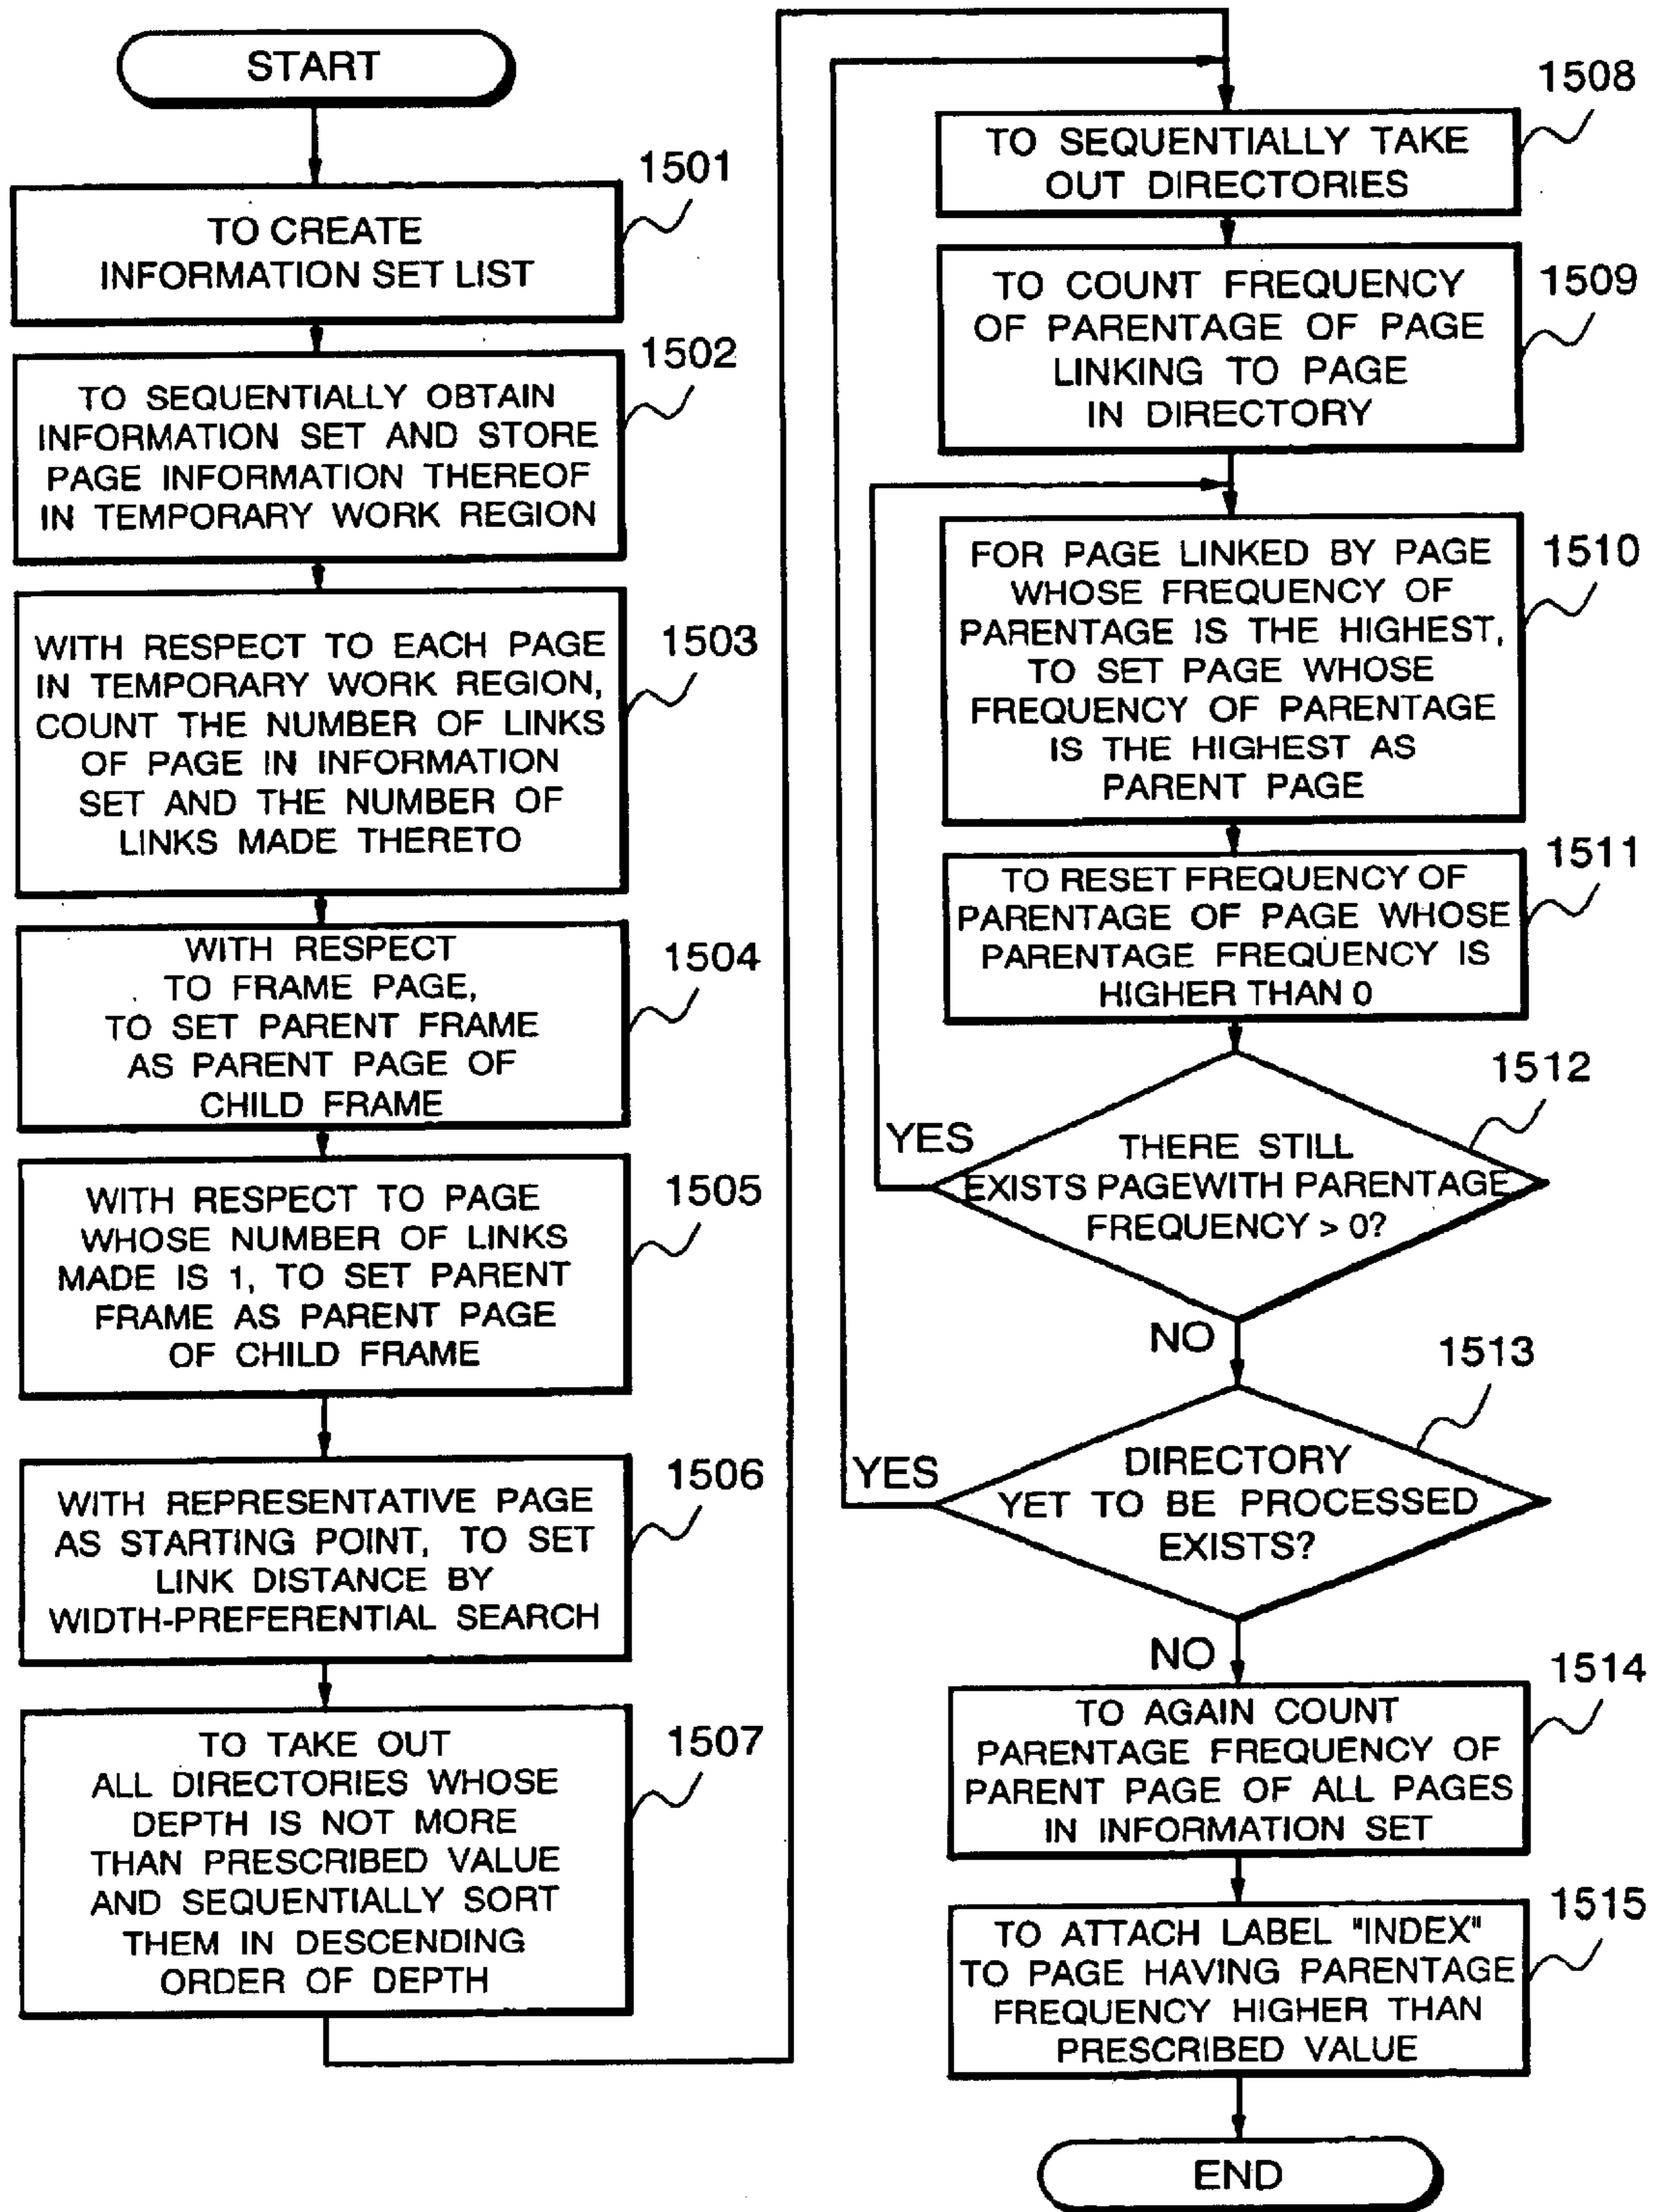 START
1501
TO CREATE
INFORMATION SET LIST
1502
TO SEQUENTIALLY OBTAIN
INFORMATION SET AND STORE
PAGE INFORMATION THEREOF
IN TEMPORARY WORK REGION
1503
WITH RESPECT TO EACH PAGE
IN TEMPORARY WORK REGION,
COUNT THE NUMBER OF LINKS
OF PAGE IN INFORMATION
SET AND THE NUMBER OF
LINKS MADE THERETO
1504
WITH RESPECT
TO FRAME PAGE,
TO SET PARENT FRAME
AS PARENT PAGE OF
CHILD FRAME
1505
WITH RESPECT TO PAGE
WHOSE NUMBER OF LINKS
MADE IS 1, TO SET PARENT
FRAME AS PARENT PAGE
OF CHILD FRAME
1506
WITH REPRESENTATIVE PAGE
AS STARTING POINT, TO SET
LINK DISTANCE BY
WIDTH-PREFERENTIAL SEARCH
1507
TO TAKE OUT
ALL DIRECTORIES WHOSE
DEPTH IS NOT MORE
THAN PRESCRIBED VALUE
AND SEQUENTIALLY SORT
THEM IN DESCENDING
ORDER OF DEPTH
1508
TO SEQUENTIALLY TAKE
OUT DIRECTORIES
1509
TO COUNT FREQUENCY
OF PARENTAGE OF PAGE
LINKING TO PAGE
IN DIRECTORY
1510
FOR PAGE LINKED BY PAGE
WHOSE FREQUENCY OF
PARENTAGE IS THE HIGHEST,
TO SET PAGE WHOSE
FREQUENCY OF PARENTAGE
IS THE HIGHEST AS
PARENT PAGE
1511
TO RESET FREQUENCY OF
PARENTAGE OF PAGE WHOSE
PARENTAGE FREQUENCY IS
HIGHER THAN 0
1512
YES
THERE STILL
EXISTS PAGEWITH PARENTAGE
FREQUENCY > 0?
NO
1513
YES
DIRECTORY
YET TO BE PROCESSED
EXISTS?
NO
1514
TO AGAIN COUNT
PARENTAGE FREQUENCY OF
PARENT PAGE OF ALL PAGES
IN INFORMATION SET
1515
TO ATTACH LABEL "INDEX"
TO PAGE HAVING PARENTAGE
FREQUENCY HIGHER THAN
PRESCRIBED VALUE
END